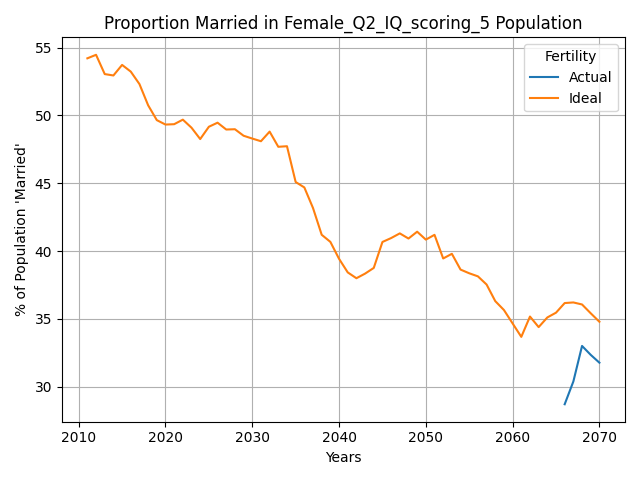 Proportion Married in Female_Q2_IQ_scoring_5 Population
% of Population 'Married'
55
50
45
40
35
30
Fertility
Actual
Ideal
2010 2020 2030 2040 2050 2060 2070
Years